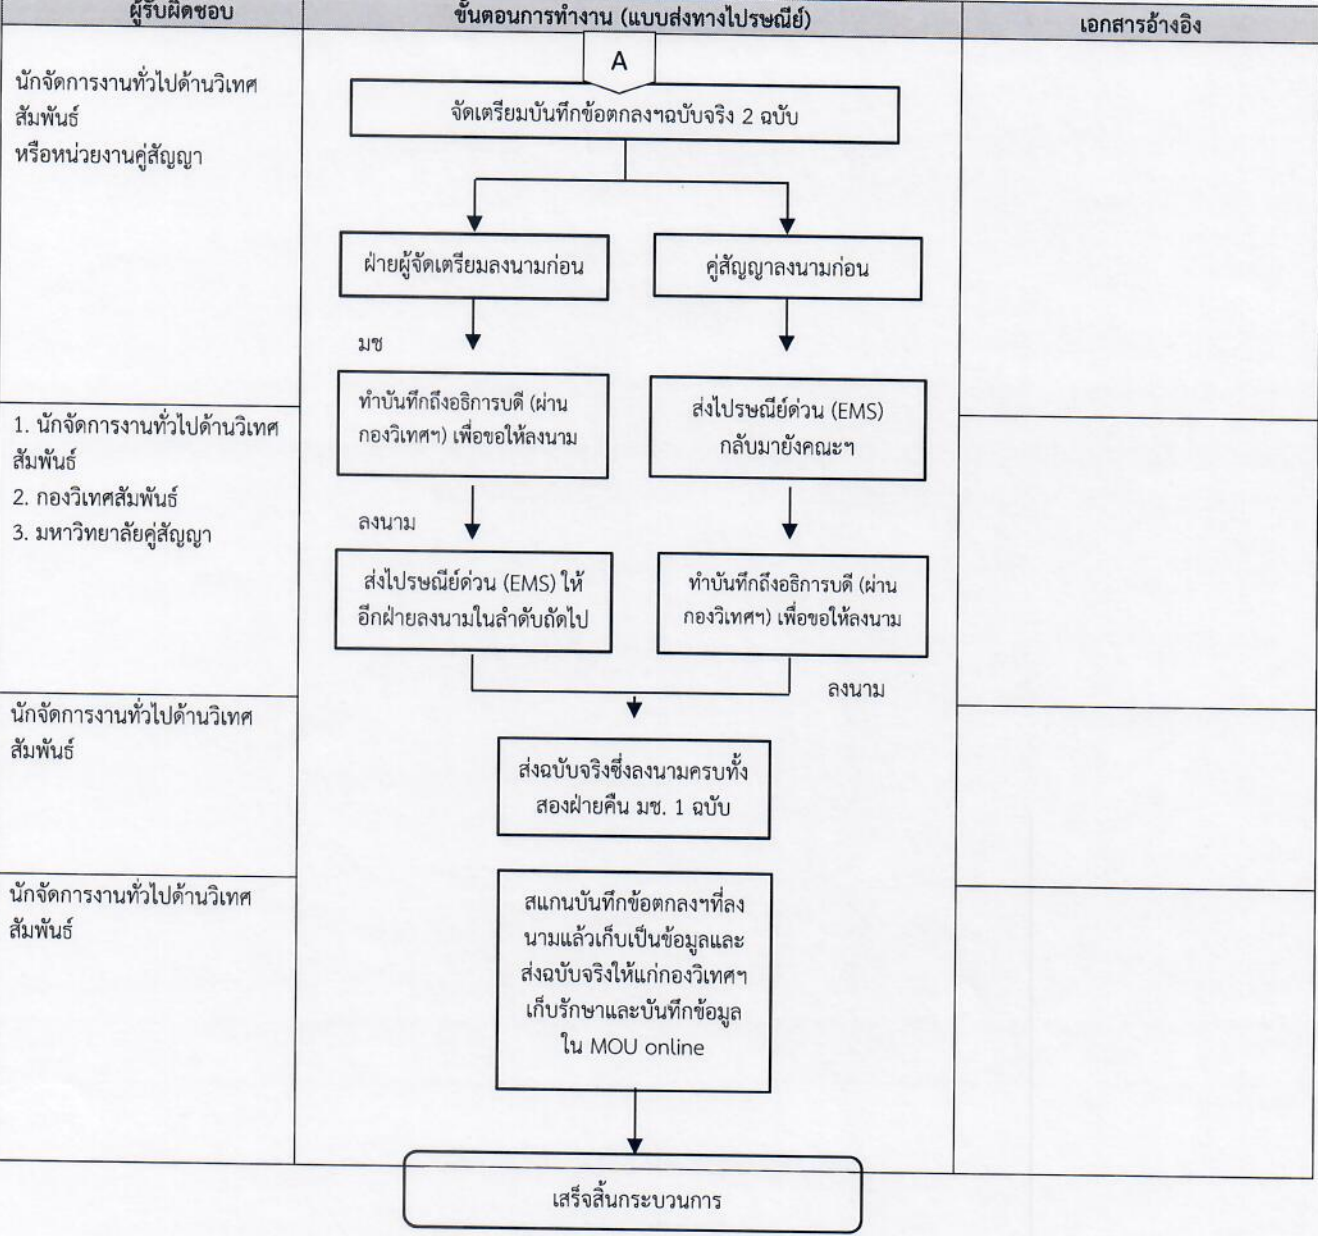 ผู้รับผิดชอบ
ขั้นตอนการทำงาน (แบบส่งทางไปรษณีย์)
เอกสารอ้างอิง
A
นักจัดการงานทั่วไปด้านวิเทศ
สัมพันธ์
หรือหน่วยงานคู่สัญญา
จัดเตรียมบันทึกข้อตกลงฯฉบับจริง 2 ฉบับ
ฝ่ายผู้จัดเตรียมลงนามก่อน
คู่สัญญาลงนามก่อน
มช
ทำบันทึกถึงอธิการบดี (ผ่าน
กองวิเทศฯ) เพื่อขอให้ลงนาม
ส่งไปรษณีย์ด่วน (EMS)
กลับมายังคณะฯ
1. นักจัดการงานทั่วไปด้านวิเทศ
สัมพันธ์
2. กองวิเทศสัมพันธ์
3. มหาวิทยาลัยคู่สัญญา
ลงนาม
ส่งไปรษณีย์ด่วน (EMS) ให้
อีกฝ่ายลงนามในลำดับถัดไป
ทำบันทึกถึงอธิการบดี (ผ่าน
กองวิเทศฯ) เพื่อขอให้ลงนาม
ลงนาม
นักจัดการงานทั่วไปด้านวิเทศ
สัมพันธ์
ส่งฉบับจริงซึ่งลงนามครบทั้ง
สองฝ่ายคืน มช. 1 ฉบับ
นักจัดการงานทั่วไปด้านวิเทศ
สัมพันธ์
สแกนบันทึกข้อตกลงฯที่ลง
นามแล้วเก็บเป็นข้อมูลและ
ส่งฉบับจริงให้แก่กองวิเทศฯ
เก็บรักษาและบันทึกข้อมูล
ใน MOU online
เสร็จสิ้นกระบวนการ